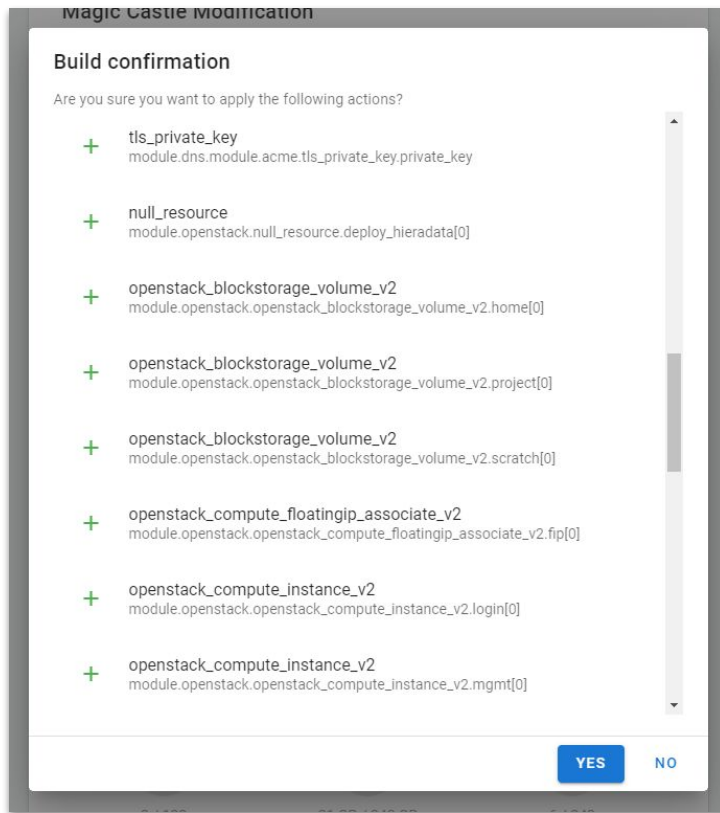 Magic Castle Modification
Build confirmation
Are you sure you want to apply the following actions?
+ tls_private_key
module.dns.module.acme.tls_private_key.private_key
+ null_resource
module.openstack.null_resource.deploy_hieradata[0]
+ openstack_blockstorage_volume_v2
module.openstack.openstack_blockstorage_volume_v2.home[0]
+ openstack_blockstorage_volume_v2
module.openstack.openstack_blockstorage_volume_v2.project[0]
+ openstack_blockstorage_volume_v2
module.openstack.openstack_blockstorage_volume_v2.scratch[0]
+ openstack_compute_floatingip_associate_v2
module.openstack.openstack_compute_floatingip_associate_v2.fip[0]
+ openstack_compute_instance_v2
module.openstack.openstack_compute_instance_v2.login[0]
+ openstack_compute_instance_v2
module.openstack.openstack_compute_instance_v2.mgmt[0]
YES NO